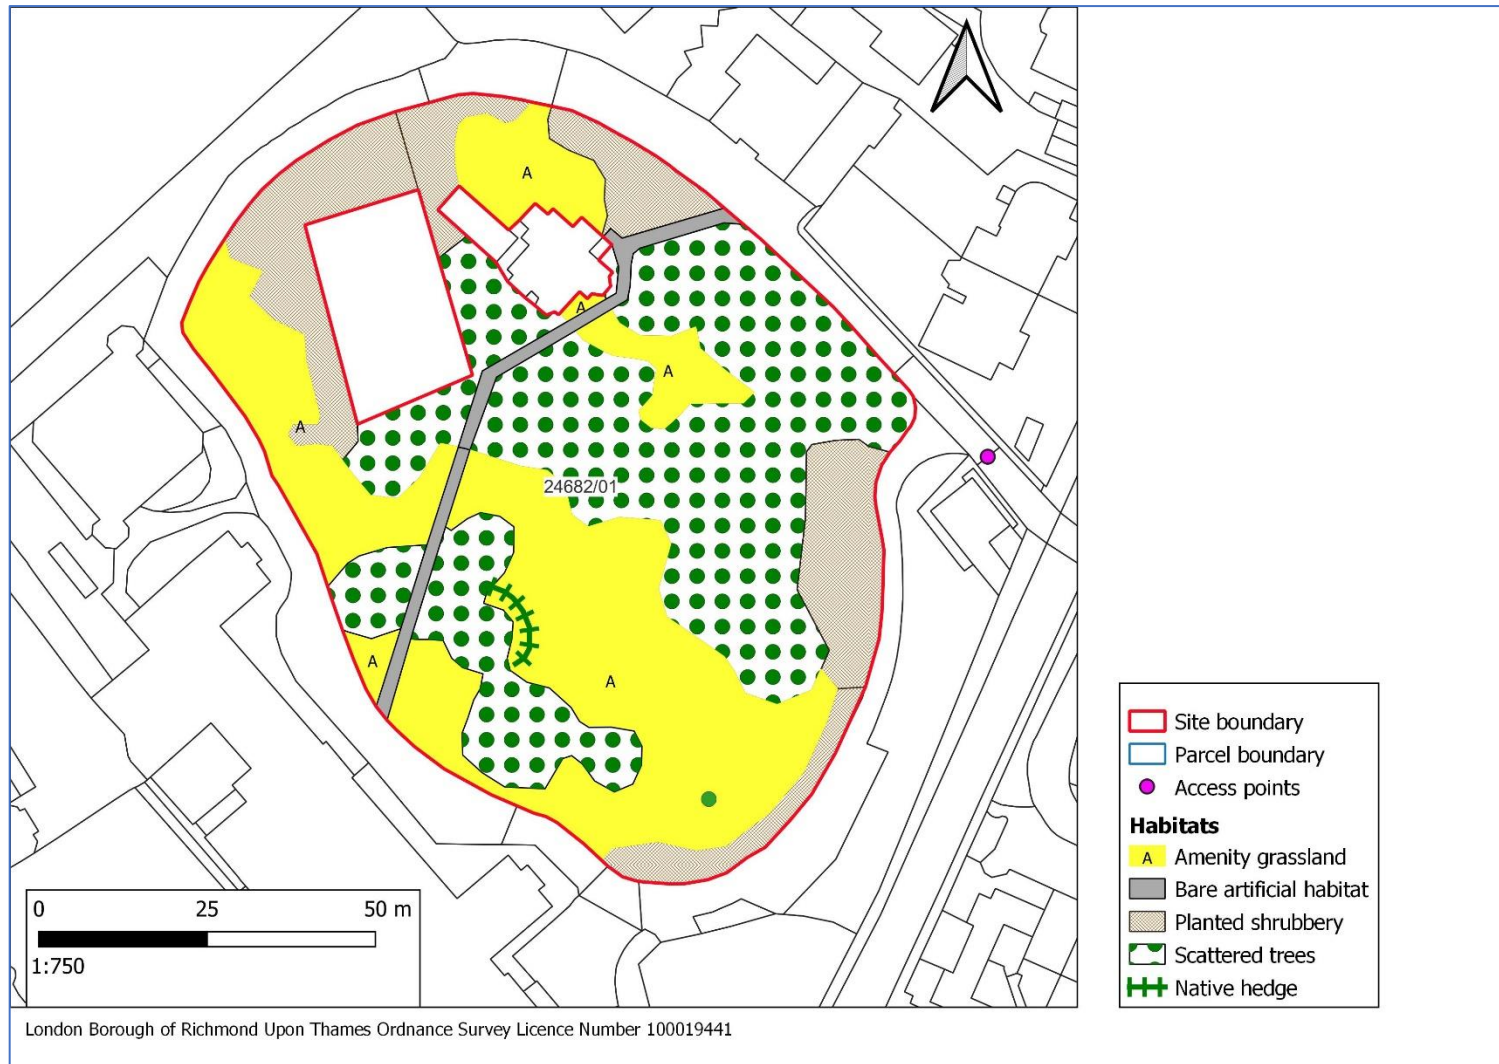 A
A
A
A
24682/01
A
A
0 25 50 m
1:750
Site boundary
Parcel boundary
Access points
Habitats
A Amenity grassland
Bare artificial habitat
Planted shrubbery
Scattered trees
Native hedge
London Borough of Richmond Upon Thames Ordnance Survey Licence Number 100019441